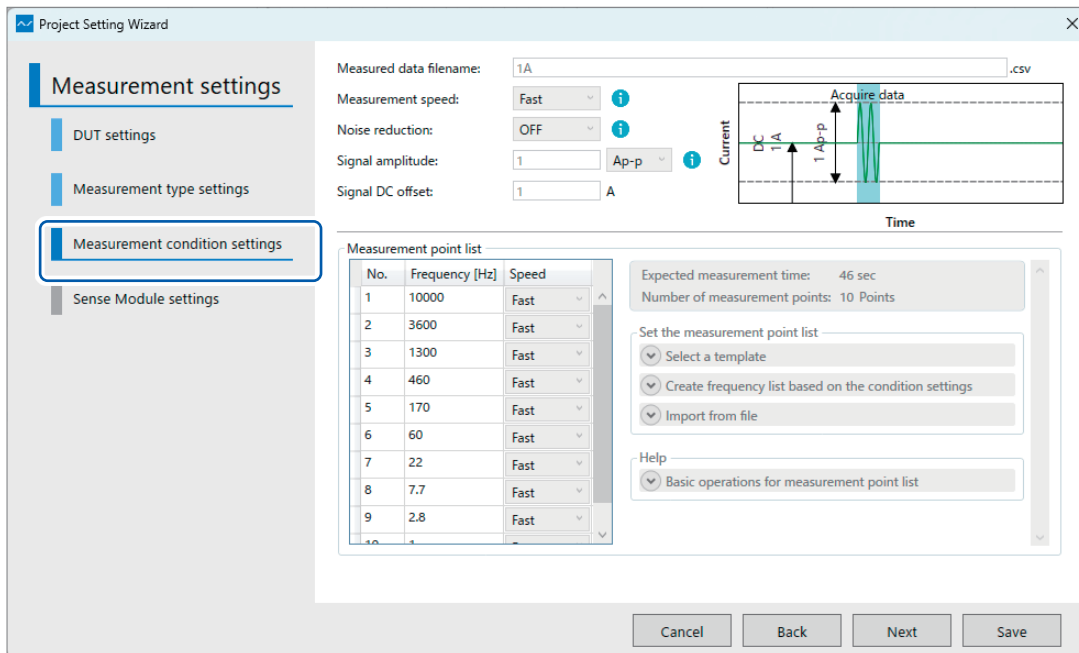 Project Setting Wizard
Measurement settings
DUT settings
Measurement type settings
Measurement condition settings
Sense Module settings
Measured data filename: 1A .csv
Measurement speed: Fast
Noise reduction: OFF
Signal amplitude: 1 Ap-p
Signal DC offset: 1 A
Acquire data
Current
DC
1 A
1 Ap-p
Time
Measurement point list
No. Frequency [Hz] Speed
1 10000 Fast
2 3600 Fast
3 1300 Fast
4 460 Fast
5 170 Fast
6 60 Fast
7 22 Fast
8 7.7 Fast
9 2.8 Fast
Expected measurement time: 46 sec
Number of measurement points: 10 Points
Set the measurement point list
Select a template
Create frequency list based on the condition settings
Import from file
Help
Basic operations for measurement point list
Cancel Back Next Save